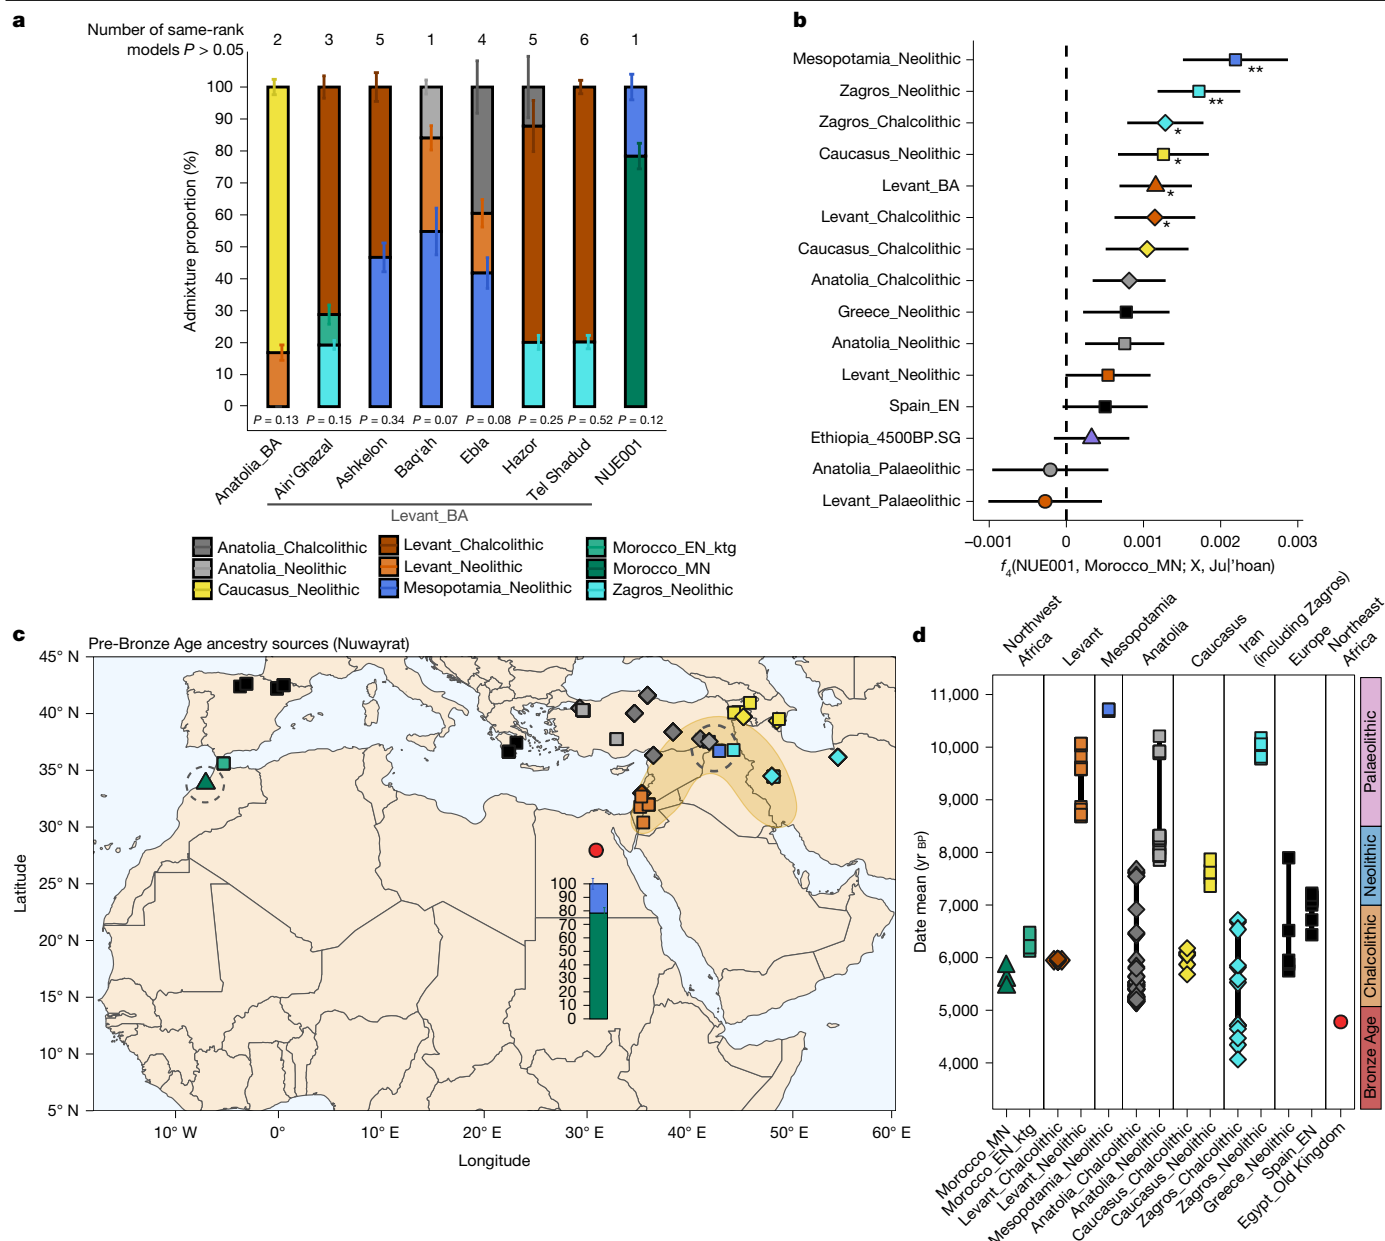 a
Number of same-rank
models P > 0.05
2 3 5 1 4 5 6 1
Admixture proportion (%)
100
90
80
70
60
50
40
30
20
10
0
P = 0.13 P = 0.15 P = 0.34 P = 0.07 P = 0.08 P = 0.25 P = 0.52 P = 0.12
Anatolia_BA
Ain'Ghazal
Ashkelon
Baq'ah
Ebla
Hazor
Tel Shadud
NUE001
Levant_BA
Anatolia_Chalcolithic
Anatolia_Neolithic
Caucasus_Neolithic
Levant_Chalcolithic
Levant_Neolithic
Mesopotamia_Neolithic
Morocco_EN_ktg
Morocco_MN
Zagros_Neolithic
b
Mesopotamia_Neolithic
**
Zagros_Neolithic
**
Zagros_Chalcolithic
*
Caucasus_Neolithic
*
Levant_BA
*
Levant_Chalcolithic
*
Caucasus_Chalcolithic
Anatolia_Chalcolithic
Greece_Neolithic
Anatolia_Neolithic
Levant_Neolithic
Spain_EN
Ethiopia_4500BP.SG
Anatolia_Palaeolithic
Levant_Palaeolithic
−0.001 0 0.001 0.002 0.003
f4(NUE001, Morocco_MN; X, Ju|'hoan)
c
Pre-Bronze Age ancestry sources (Nuwayrat)
45° N
40° N
35° N
30° N
25° N
20° N
15° N
10° N
5° N
Latitude
100
90
80
70
60
50
40
30
20
10
0
10° W 0° 10° E 20° E 30° E 40° E 50° E 60° E
Longitude
d
Northwest
Africa
Levant
Mesopotamia
Anatolia
Caucasus
Iran
(including Zagros)
Europe
Northeast
Africa
Date mean (yr BP)
11,000
10,000
9,000
8,000
7,000
6,000
5,000
4,000
Palaeolithic
Neolithic
Chalcolithic
Bronze Age
Morocco_MN
Morocco_EN_ktg
Levant_Chalcolithic
Levant_Neolithic
Mesopotamia_Neolithic
Anatolia_Chalcolithic
Anatolia_Neolithic
Caucasus_Chalcolithic
Caucasus_Neolithic
Zagros_Chalcolithic
Zagros_Neolithic
Greece_Neolithic
Spain_EN
Egypt_Old Kingdom